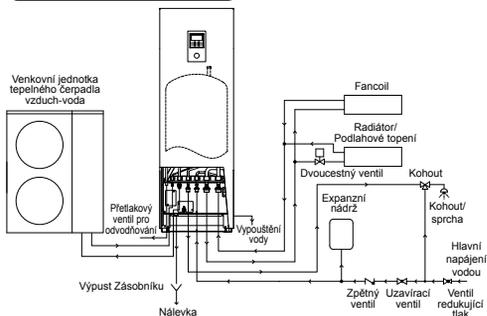 Venkovní jednotka
tepelného čerpadla
vzduch-voda
Fancoil
Radiátor/
Podlahové topení
Dvoucestný ventil
Kohout
Expanzní
nádrž
Kohout/
sprcha
Přetlakový
ventil pro
odvodňování
Vypouštění
vody
Hlavní
napájení
vodou
Výpust Zásobníku
Nálevka
Zpětný
ventil
Uzavírací
ventil
Ventil
redukující
tlak